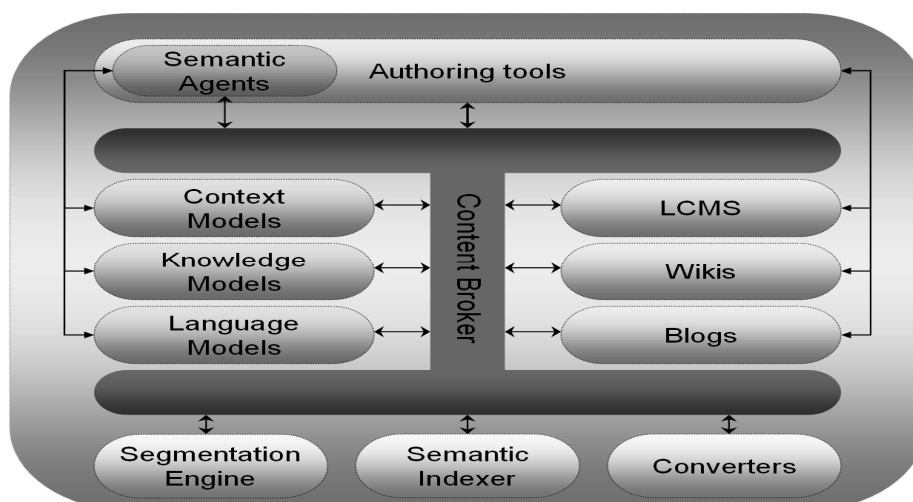 Semantic
Agents
Authoring tools
Content Broker
Context
Models
LCMS
Knowledge
Models
Wikis
Language
Models
Blogs
Segmentation
Engine
Semantic
Indexer
Converters